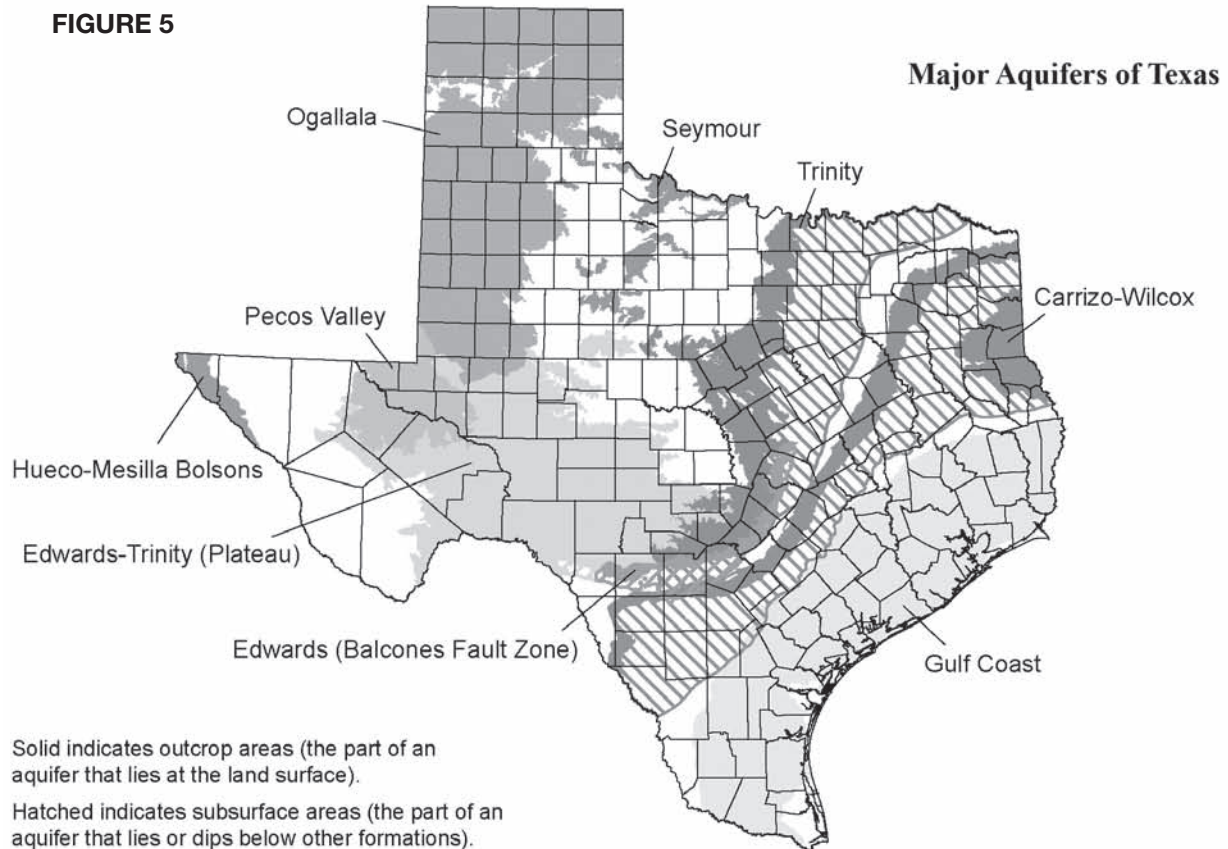 FIGURE 5
Major Aquifers of Texas
Ogallala
Seymour
Trinity
Carrizo-Wilcox
Pecos Valley
Hueco-Mesilla Bolsons
Edwards-Trinity (Plateau)
Edwards (Balcones Fault Zone)
Gulf Coast
Solid indicates outcrop areas (the part of an
aquifer that lies at the land surface).
Hatched indicates subsurface areas (the part of an
aquifer that lies or dips below other formations).